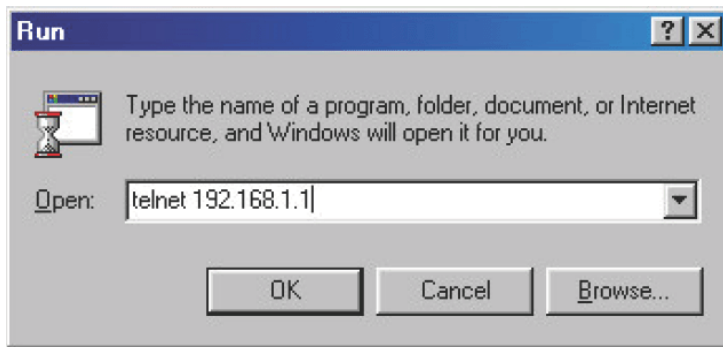 Run
Type the name of a program, folder, document, or Internet
resource, and Windows will open it for you.
Open: telnet 192.168.1.1
OK Cancel Browse...